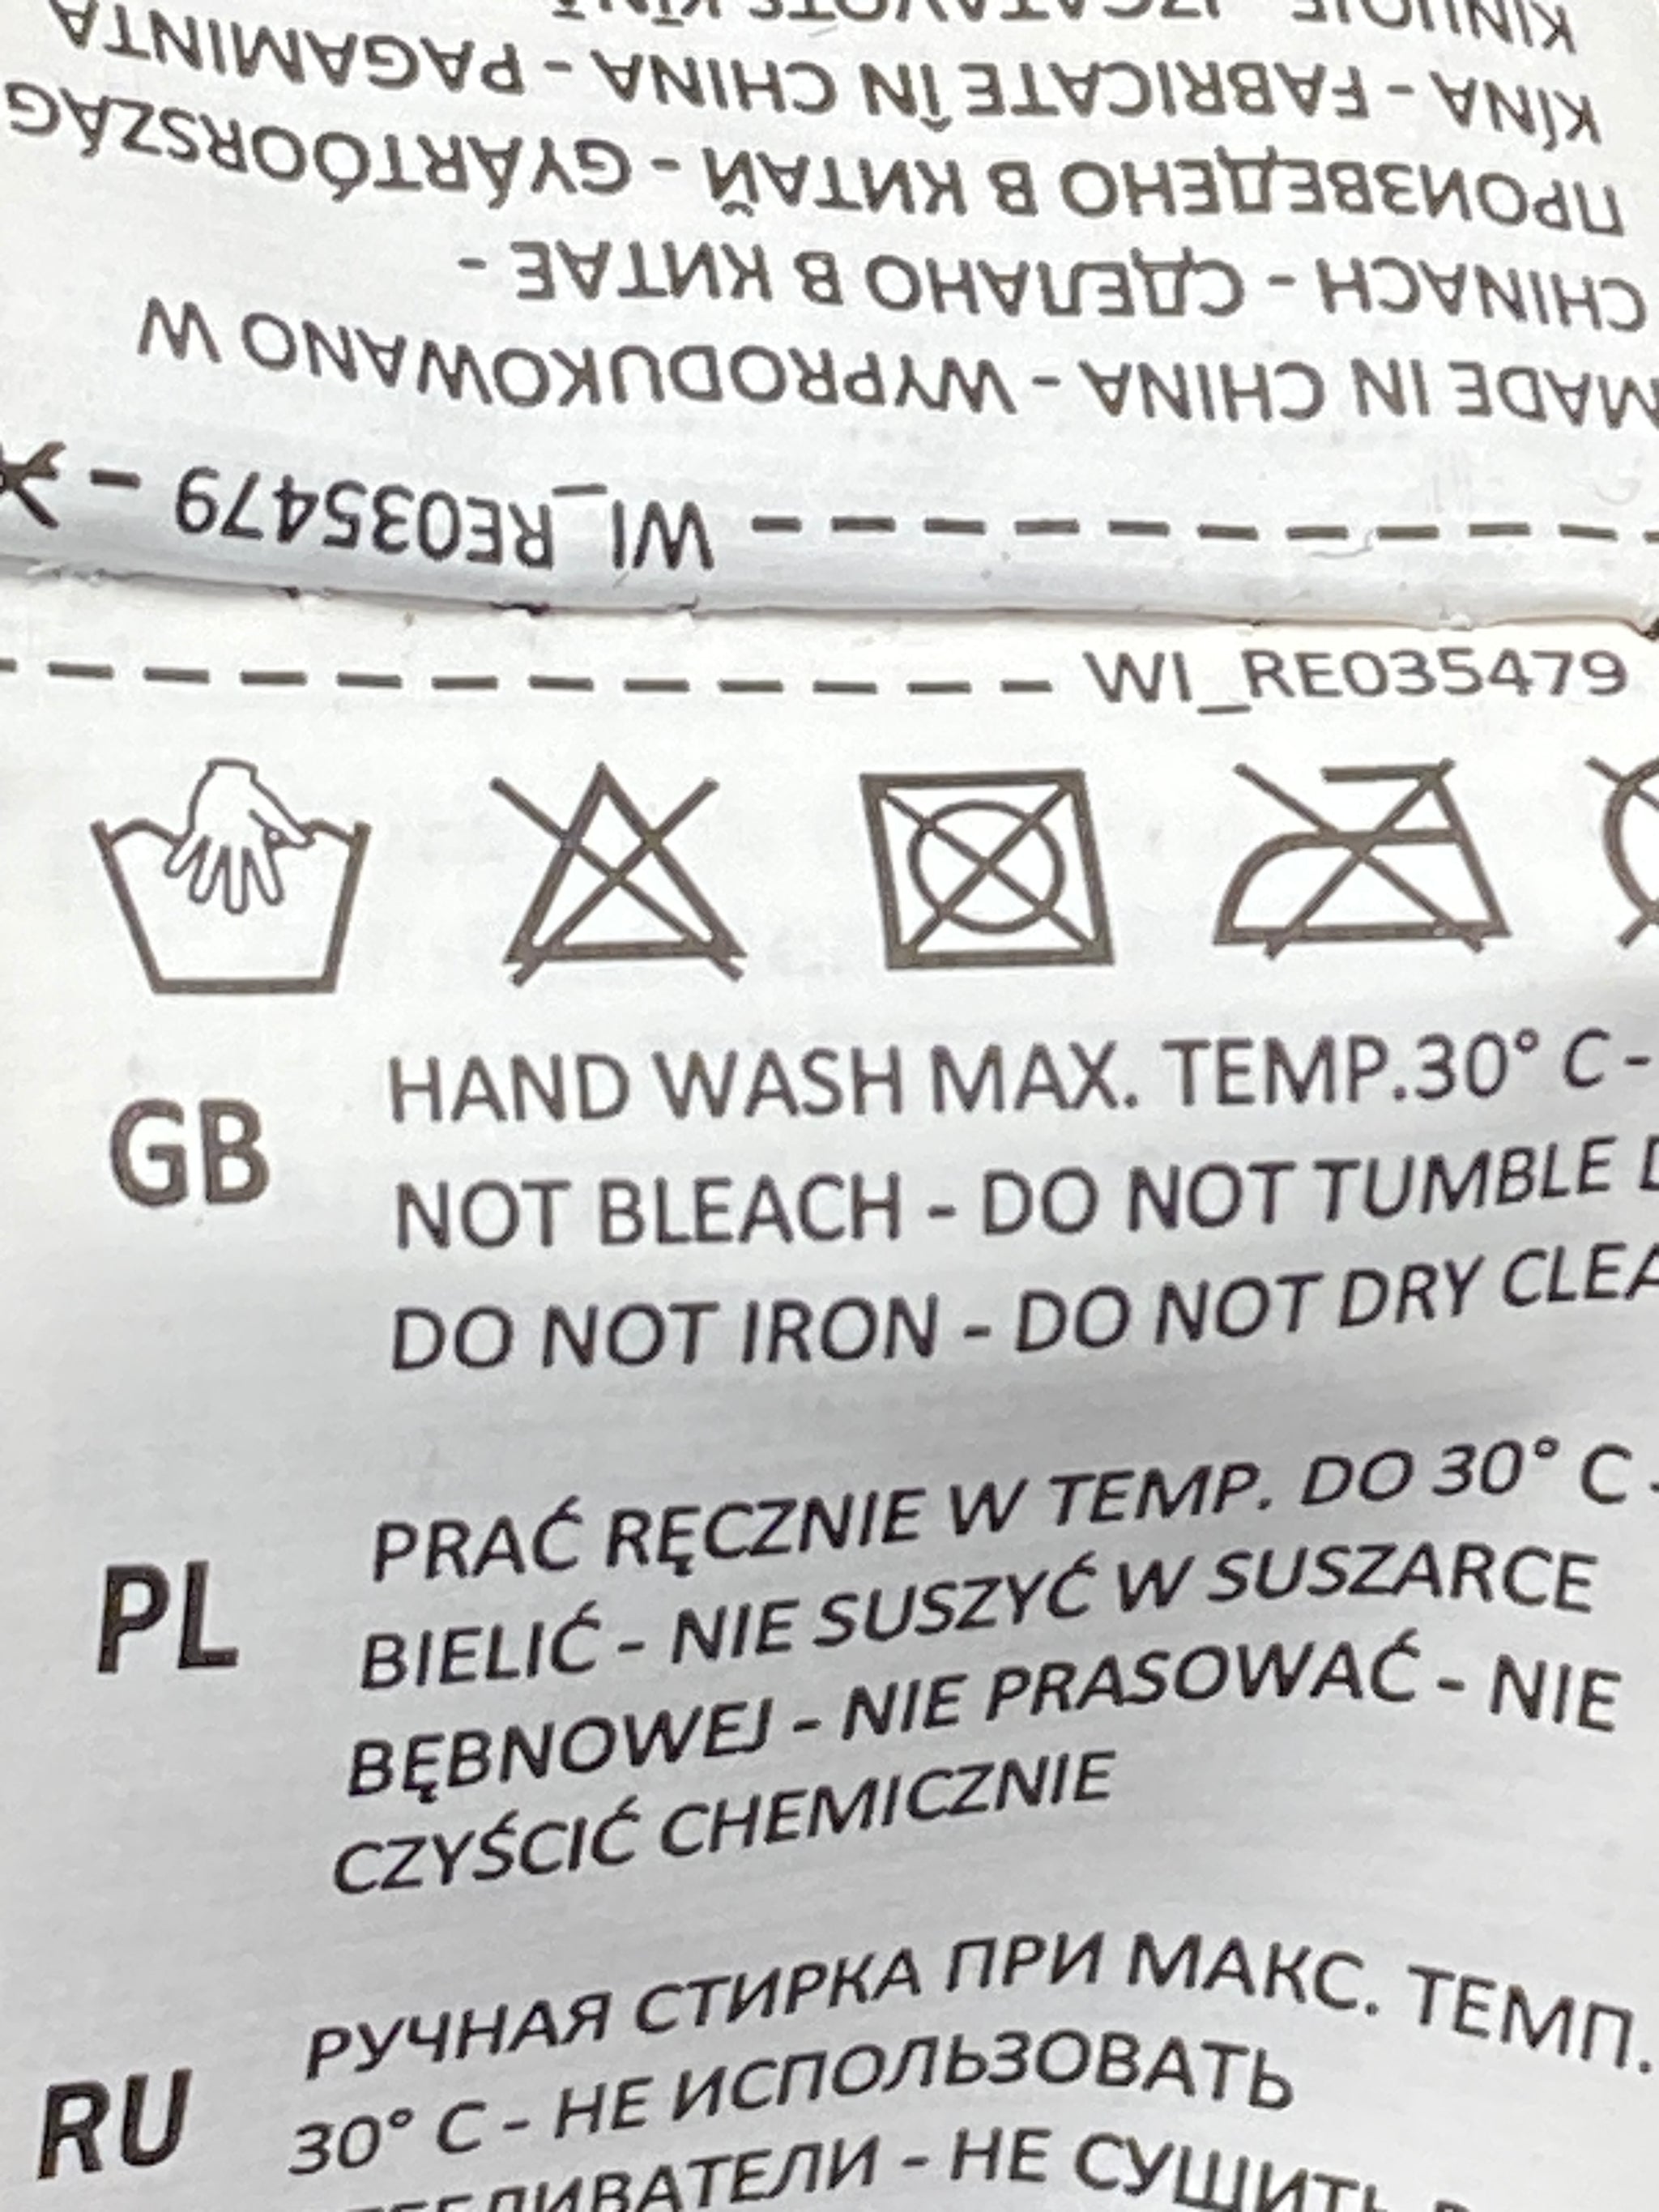 WI_RE035479 -
MADE IN CHINA - WYPRODUKOWANO W
CHINACH - СДЕЛАНО В КИТАЕ -
ПРОИЗВЕДЕНО В КИТАЙ - GYÁRTÓORSZÁG
KÍNA - FABRICATE ÎN CHINA - PAGAMINTA
WI_RE035479
HAND WASH MAX. TEMP.30° C -
GB
NOT BLEACH - DO NOT TUMBLE
DO NOT IRON - DO NOT DRY
PRAĆ RĘCZNIE W TEMP. DO 30° C -
PL
BIELIĆ - NIE SUSZYĆ W SUSZARCE
BĘBNOWEJ - NIE PRASOWAĆ - NIE
CZYŚCIĆ CHEMICZNIE
РУЧНАЯ СТИРКА ПРИ МАКС. ТЕМП.
RU
30° C - НЕ ИСПОЛЬЗОВАТЬ
- НЕ СУШИТЬ